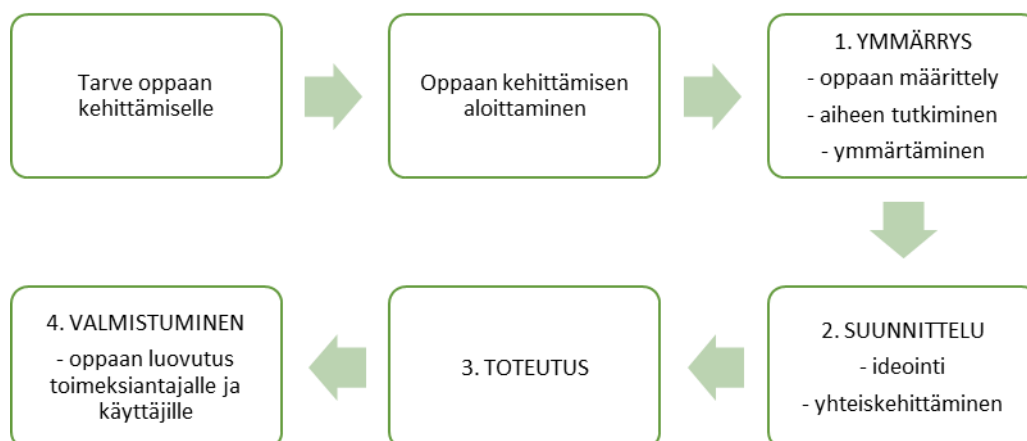 Tarve oppaan
kehittämiselle
Oppaan kehittämisen
aloittaminen
1. YMMÄRRYS
- oppaan määrittely
- aiheen tutkiminen
- ymmärtäminen
2. SUUNNITTELU
- ideointi
- yhteiskehittäminen
3. TOTEUTUS
4. VALMISTUMINEN
- oppaan luovutus
toimeksiantajalle ja
käyttäjille